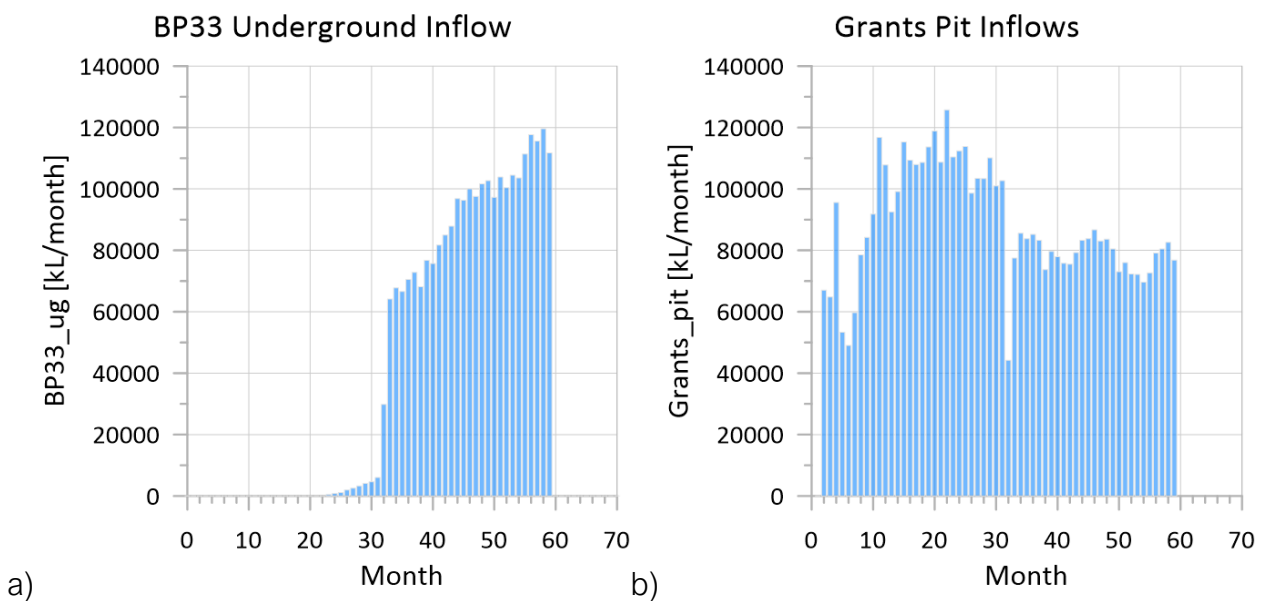 BP33 Underground Inflow
BP33_ug [kL/month]
140000
120000
100000
80000
60000
40000
20000
0
0 10 20 30 40 50 60 70
Month
a)
Grants Pit Inflows
Grants_pit [kL/month]
140000
120000
100000
80000
60000
40000
20000
0
0 10 20 30 40 50 60 70
Month
b)